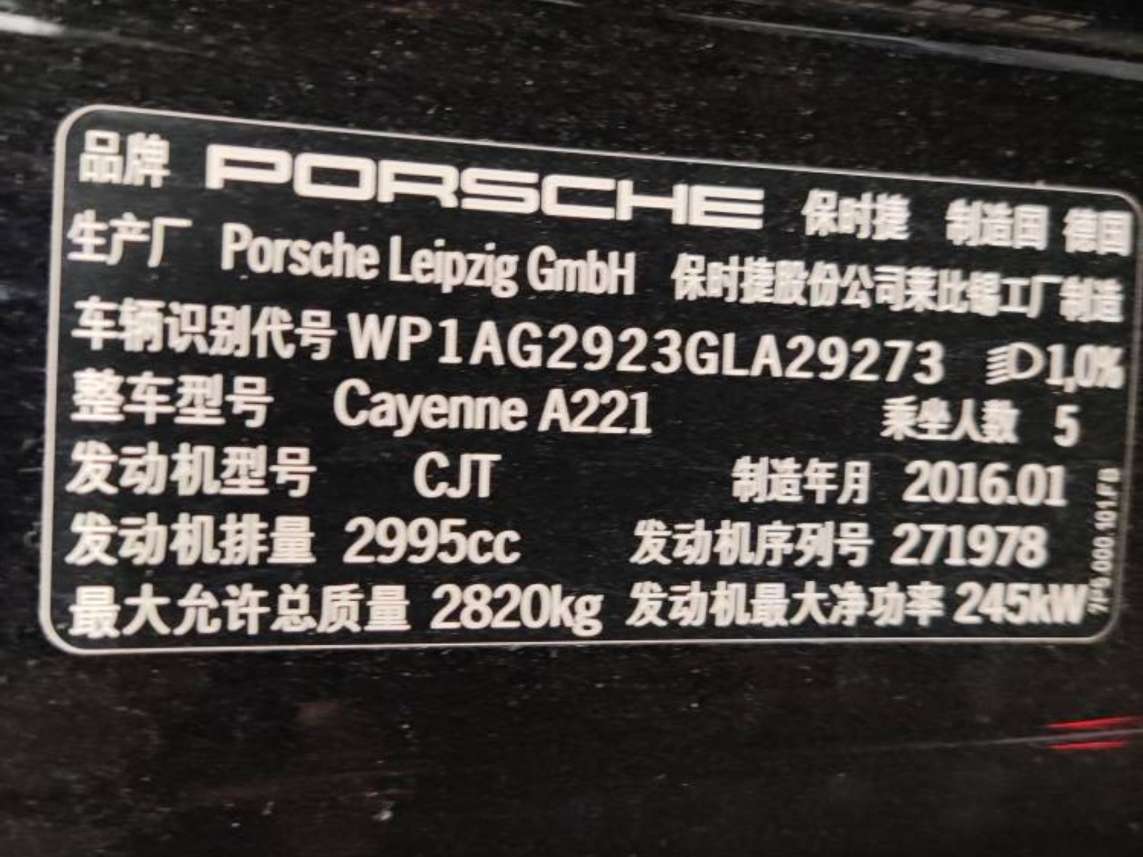 品牌 PORSCHE 保时捷 制造国 德国
生产厂 Porsche Leipzig GmbH 保时捷股份公司莱比锡工厂制造
车辆识别代号 WP1AG2923GLA29273 1,0%
整车型号 Cayenne A221 乘坐人数 5
发动机型号 CJT 制造年月 2016.01
发动机排量 2995cc 发动机序列号 271978
最大允许总质量 2820kg 发动机最大净功率 245kW
7P5.000.101.FB